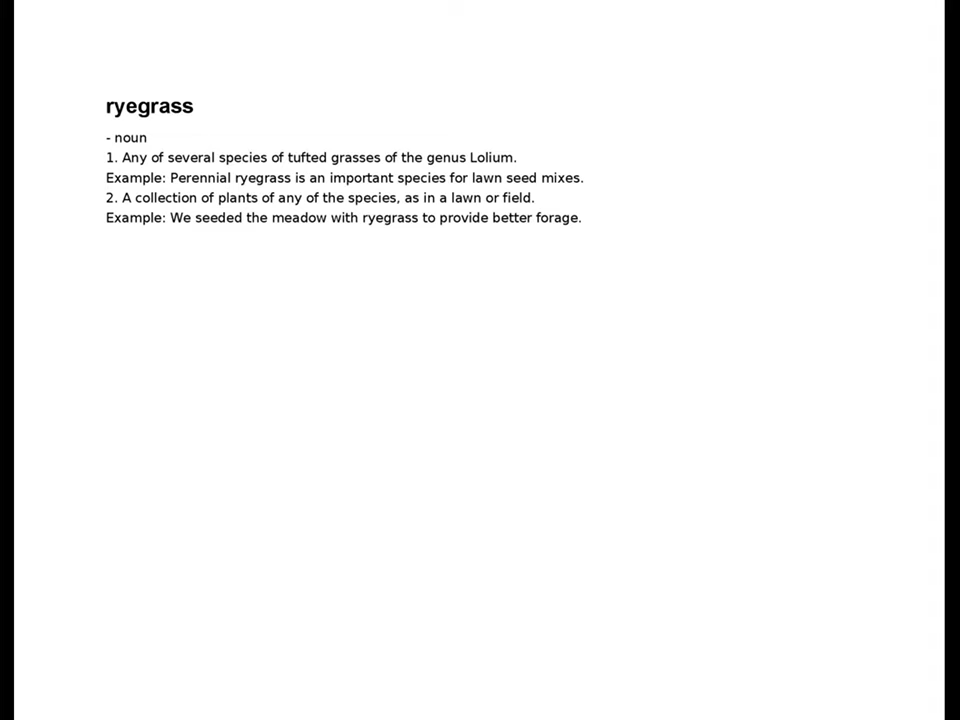 ryegrass
- noun
1. Any of several species of tufted grasses of the genus Lolium.
Example: Perennial ryegrass is an important species for lawn seed mixes.
2. A collection of plants of any of the species, as in a lawn or field.
Example: We seeded the meadow with ryegrass to provide better forage.